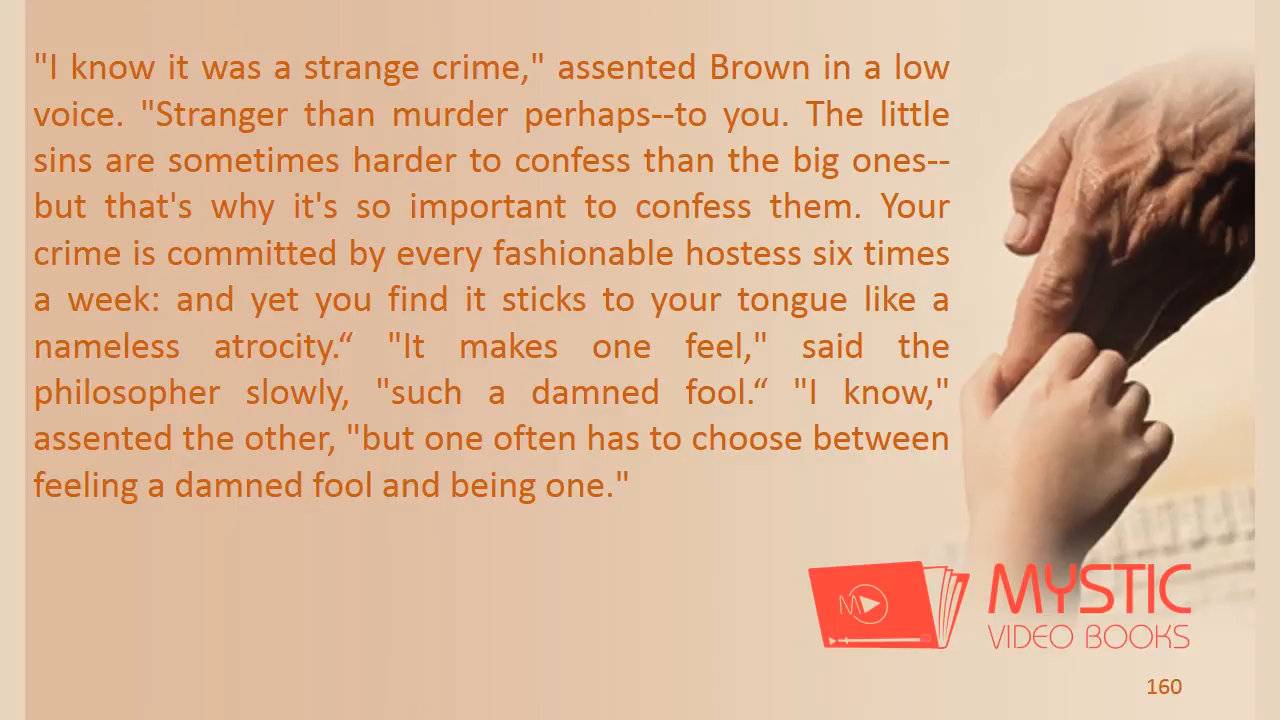 "I know it was a strange crime," assented Brown in a low
voice. "Stranger than murder perhaps--to you. The little
sins are sometimes harder to confess than the big ones--
but that's why it's so important to confess them. Your
crime is committed by every fashionable hostess six times
a week: and yet you find it sticks to your tongue like a
nameless atrocity.“ "It makes one feel," said the
philosopher slowly, "such a damned fool.“ "I know,"
assented the other, "but one often has to choose between
feeling a damned fool and being one."
M
MYSTIC
VIDEO BOOKS
160